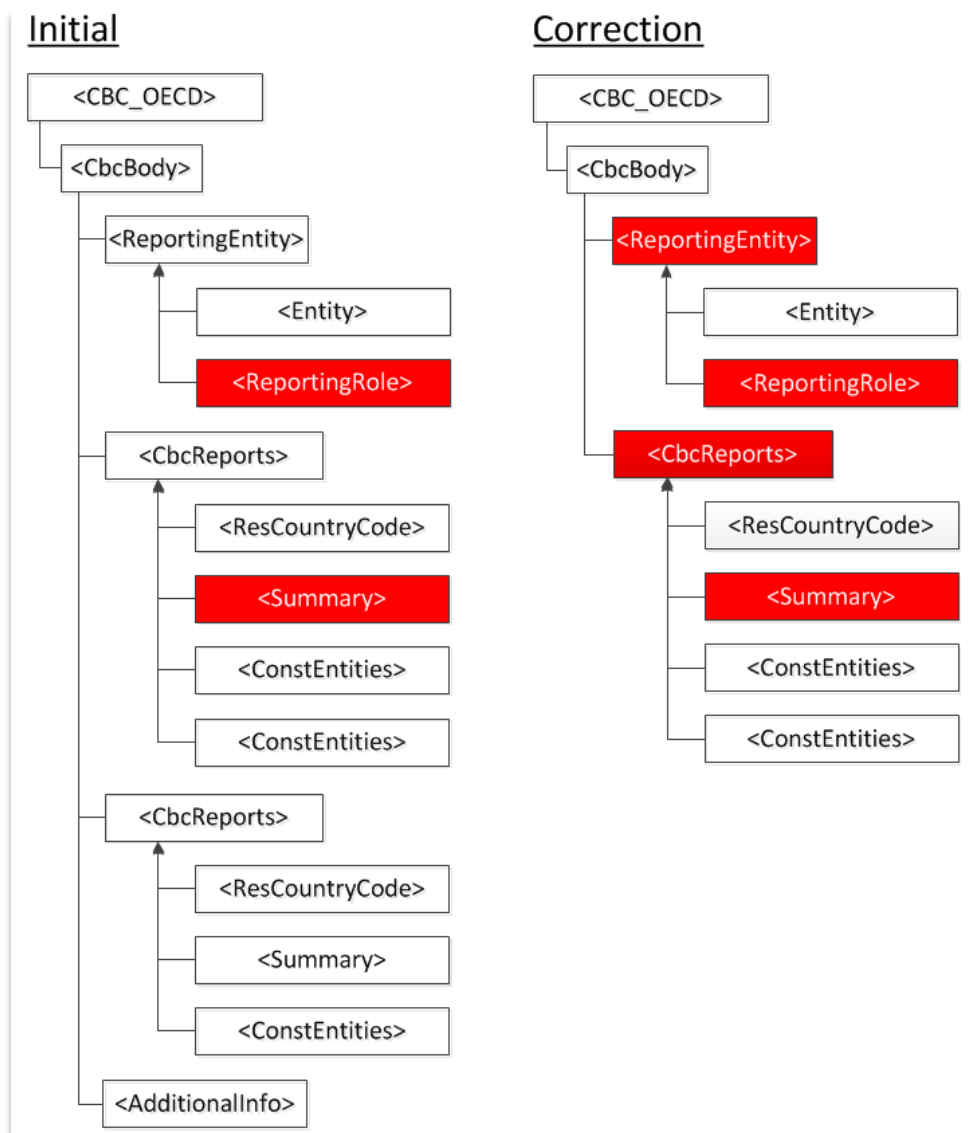 Initial
<CBC_OECD>
<CbcBody>
<ReportingEntity>
<Entity>
<ReportingRole>
<CbcReports>
<ResCountryCode>
<Summary>
<ConstEntities>
<ConstEntities>
<CbcReports>
<ResCountryCode>
<Summary>
<ConstEntities>
<AdditionalInfo>
Correction
<CBC_OECD>
<CbcBody>
<ReportingEntity>
<Entity>
<ReportingRole>
<CbcReports>
<ResCountryCode>
<Summary>
<ConstEntities>
<ConstEntities>